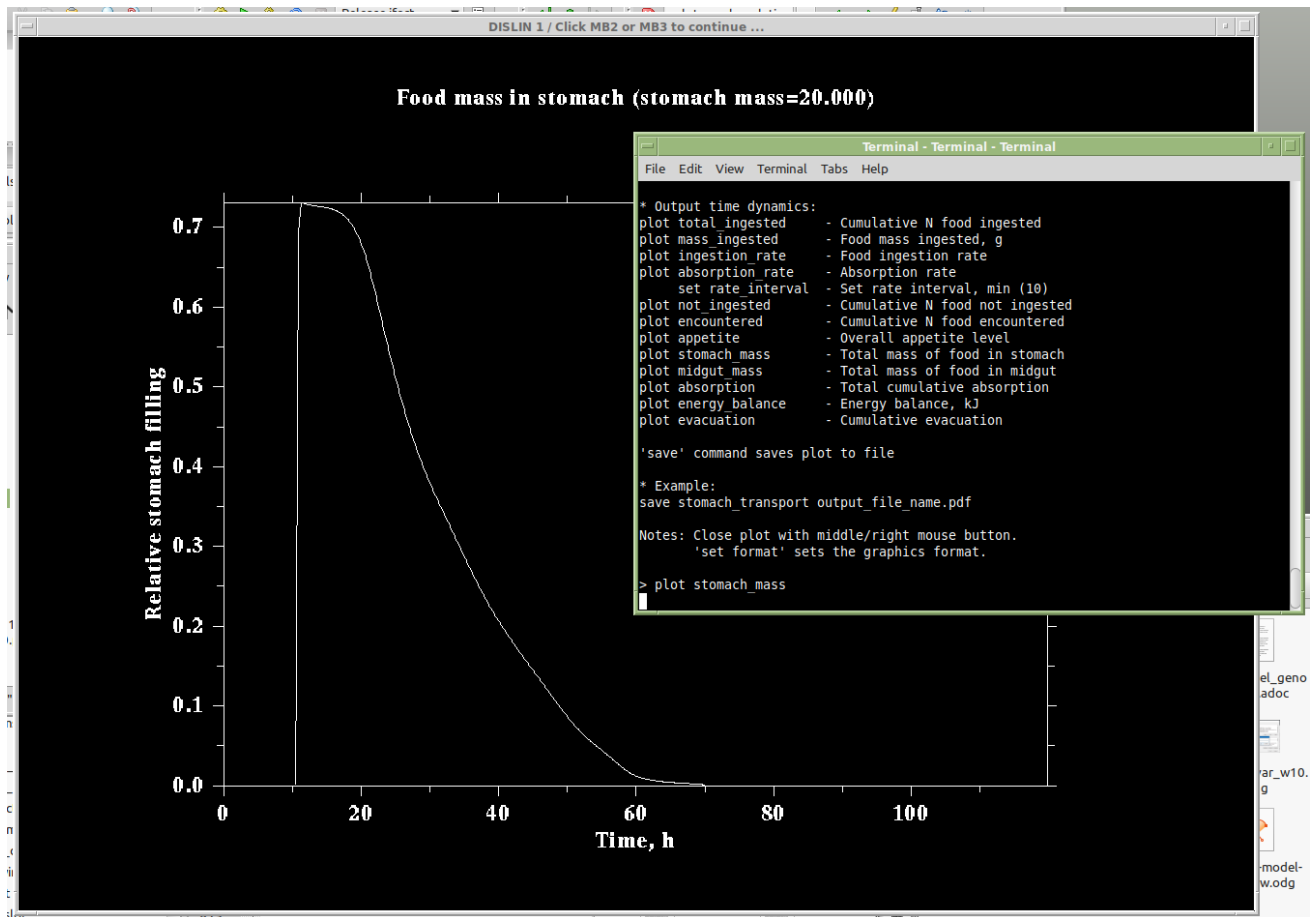 DISLIN 1 / Click MB2 or MB3 to continue ...
Food mass in stomach (stomach mass=20.000)
Relative stomach filling
0.7
0.6
0.5
0.4
0.3
0.2
0.1
0.0
0 20 40 60 80 100
Time, h
Terminal - Terminal - Terminal
File Edit View Terminal Tabs Help
* Output time dynamics:
plot total_ingested - Cumulative N food ingested
plot mass_ingested - Food mass ingested, g
plot ingestion_rate - Food ingestion rate
plot absorption_rate - Absorption rate
set rate_interval - Set rate interval, min (10)
plot not_ingested - Cumulative N food not ingested
plot encountered - Cumulative N food encountered
plot appetite - Overall appetite level
plot stomach_mass - Total mass of food in stomach
plot midgut_mass - Total mass of food in midgut
plot absorption - Total cumulative absorption
plot energy_balance - Energy balance, kJ
plot evacuation - Cumulative evacuation
'save' command saves plot to file
* Example:
save stomach_transport output_file_name.pdf
Notes: Close plot with middle/right mouse button.
'set format' sets the graphics format.
> plot stomach_mass
el_geno
adoc
var_w10.
g
-model-
w.odg